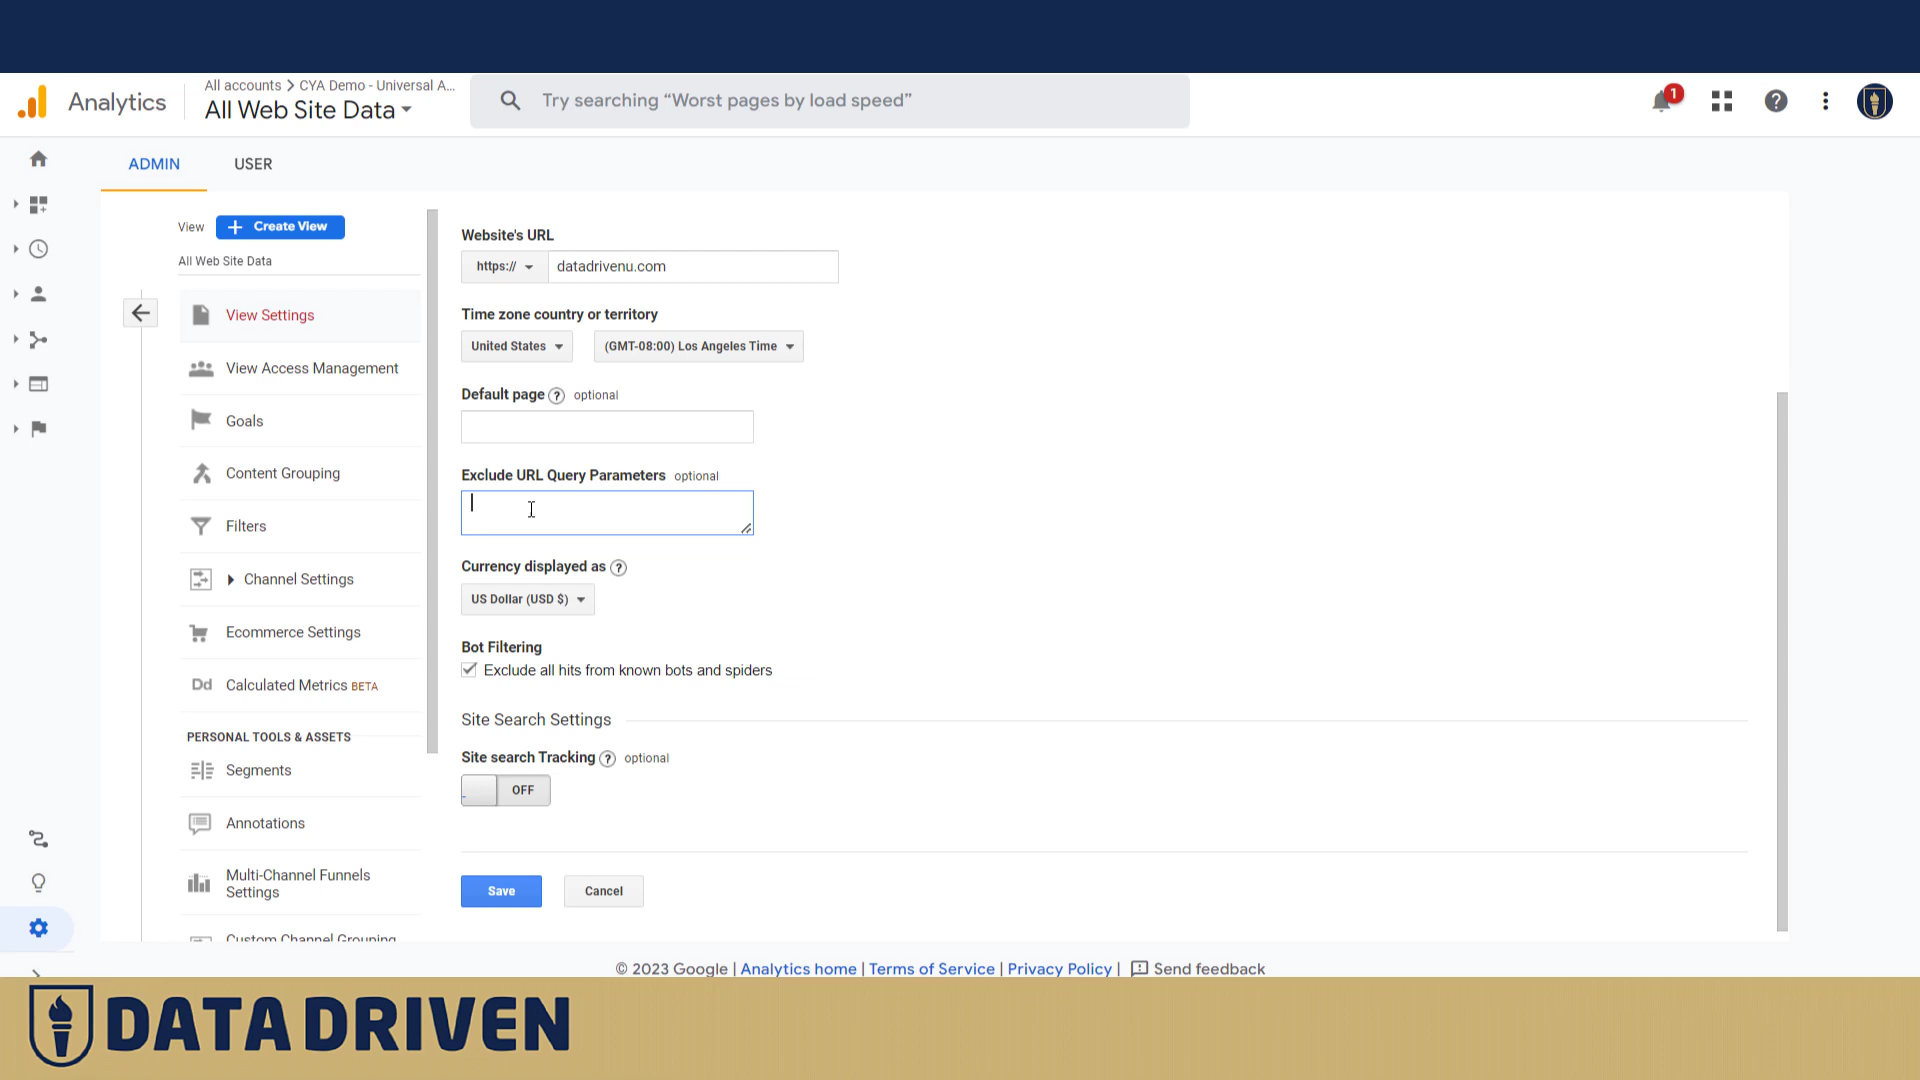 Analytics
All accounts > CYA Demo - Universal A...
All Web Site Data
Try searching “Worst pages by load speed”
1
ADMIN
USER
View
+ Create View
All Web Site Data
View Settings
View Access Management
Goals
Content Grouping
Filters
Channel Settings
Ecommerce Settings
Dd Calculated Metrics BETA
PERSONAL TOOLS & ASSETS
Segments
Annotations
Multi-Channel Funnels
Settings
Custom Channel Grouping
Website's URL
https://
datadrivenu.com
Time zone country or territory
United States
(GMT-08:00) Los Angeles Time
Default page ? optional
Exclude URL Query Parameters optional
Currency displayed as ?
US Dollar (USD $)
Bot Filtering
Exclude all hits from known bots and spiders
Site Search Settings
Site search Tracking ? optional
OFF
Save
Cancel
© 2023 Google | Analytics home | Terms of Service | Privacy Policy | Send feedback
DATA DRIVEN